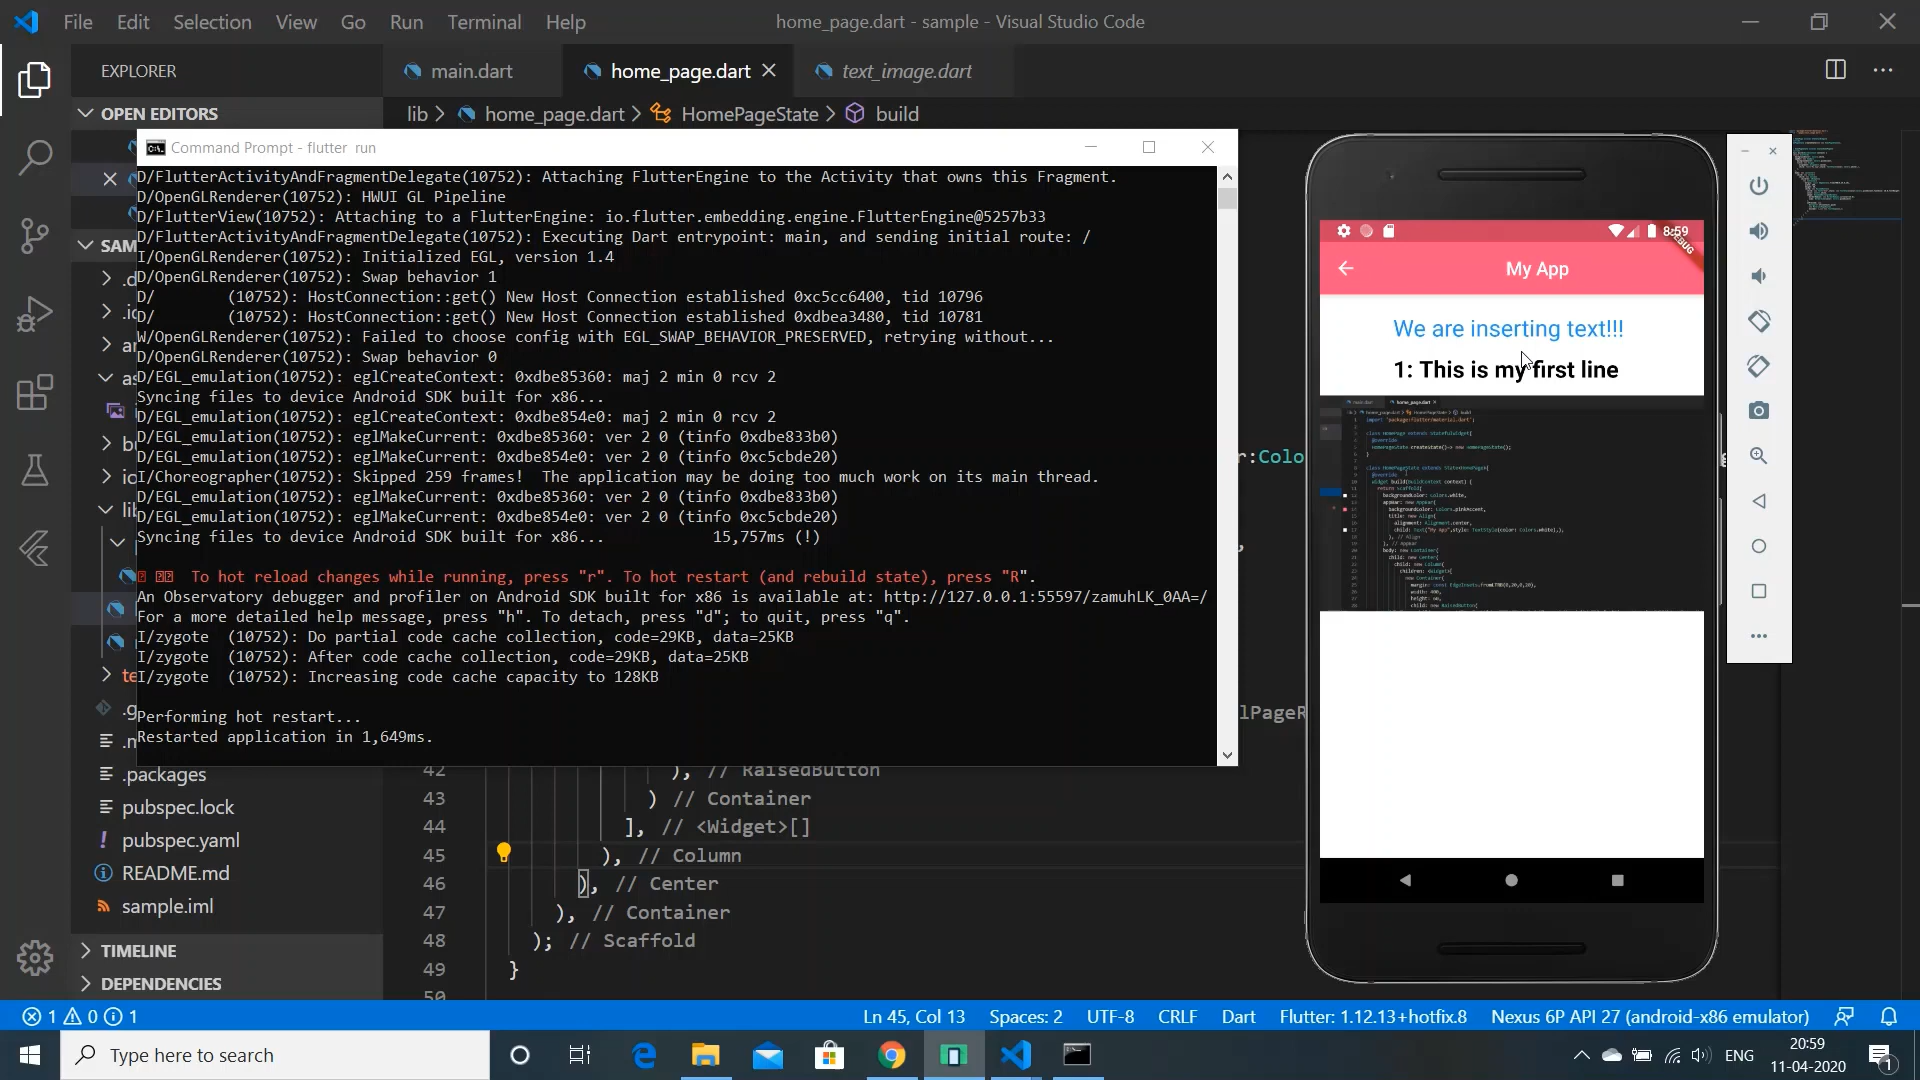 File Edit Selection View Go Run Terminal Help
home_page.dart - sample - Visual Studio Code
EXPLORER
main.dart
home_page.dart
text_image.dart
OPEN EDITORS
lib > home_page.dart > HomePageState > build
Command Prompt - flutter run
D/FlutterActivityAndFragmentDelegate(10752): Attaching FlutterEngine to the Activity that owns this Fragment.
D/OpenGLRenderer(10752): HWUI GL Pipeline
D/FlutterView(10752): Attaching to a FlutterEngine: io.flutter.embedding.engine.FlutterEngine@5257b33
D/FlutterActivityAndFragmentDelegate(10752): Executing Dart entrypoint: main, and sending initial route: /
I/OpenGLRenderer(10752): Initialized EGL, version 1.4
D/OpenGLRenderer(10752): Swap behavior 1
D/ (10752): HostConnection::get() New Host Connection established 0xc5cc6400, tid 10796
D/ (10752): HostConnection::get() New Host Connection established 0xdbea3480, tid 10781
W/OpenGLRenderer(10752): Failed to choose config with EGL_SWAP_BEHAVIOR_PRESERVED, retrying without...
D/OpenGLRenderer(10752): Swap behavior 0
D/EGL_emulation(10752): eglCreateContext: 0xdbe85360: maj 2 min 0 rcv 2
Syncing files to device Android SDK built for x86...
D/EGL_emulation(10752): eglCreateContext: 0xdbe854e0: maj 2 min 0 rcv 2
D/EGL_emulation(10752): eglMakeCurrent: 0xdbe85360: ver 2 0 (tinfo 0xdbe833b0)
D/EGL_emulation(10752): eglMakeCurrent: 0xdbe854e0: ver 2 0 (tinfo 0xc5cbde20)
I/Choreographer(10752): Skipped 259 frames! The application may be doing too much work on its main thread.
D/EGL_emulation(10752): eglMakeCurrent: 0xdbe85360: ver 2 0 (tinfo 0xdbe833b0)
D/EGL_emulation(10752): eglMakeCurrent: 0xdbe854e0: ver 2 0 (tinfo 0xc5cbde20)
Syncing files to device Android SDK built for x86... 15,757ms (!)
To hot reload changes while running, press "r". To hot restart (and rebuild state), press "R".
An Observatory debugger and profiler on Android SDK built for x86 is available at: http://127.0.0.1:55597/zamuhLK_0AA=/
For a more detailed help message, press "h". To detach, press "d"; to quit, press "q".
I/zygote (10752): Do partial code cache collection, code=29KB, data=25KB
I/zygote (10752): After code cache collection, code=29KB, data=25KB
I/zygote (10752): Increasing code cache capacity to 128KB
Performing hot restart...
Restarted application in 1,649ms.
SAM
.d
.ic
an
as
bu
io
lib
te
.g
.m
.packages
pubspec.lock
pubspec.yaml
README.md
sample.iml
TIMELINE
DEPENDENCIES
r:Colo
lPageR
42 ), // RaisedButton
43 ) // Container
44 ], // <Widget>[]
45 ), // Column
46 ), // Center
47 ), // Container
48 ); // Scaffold
49 }
50
8:59
DEBUG
My App
We are inserting text!!!
1: This is my first line
1 0 1
Ln 45, Col 13 Spaces: 2 UTF-8 CRLF Dart Flutter: 1.12.13+hotfix.8 Nexus 6P API 27 (android-x86 emulator)
Type here to search
ENG
20:59
11-04-2020
1